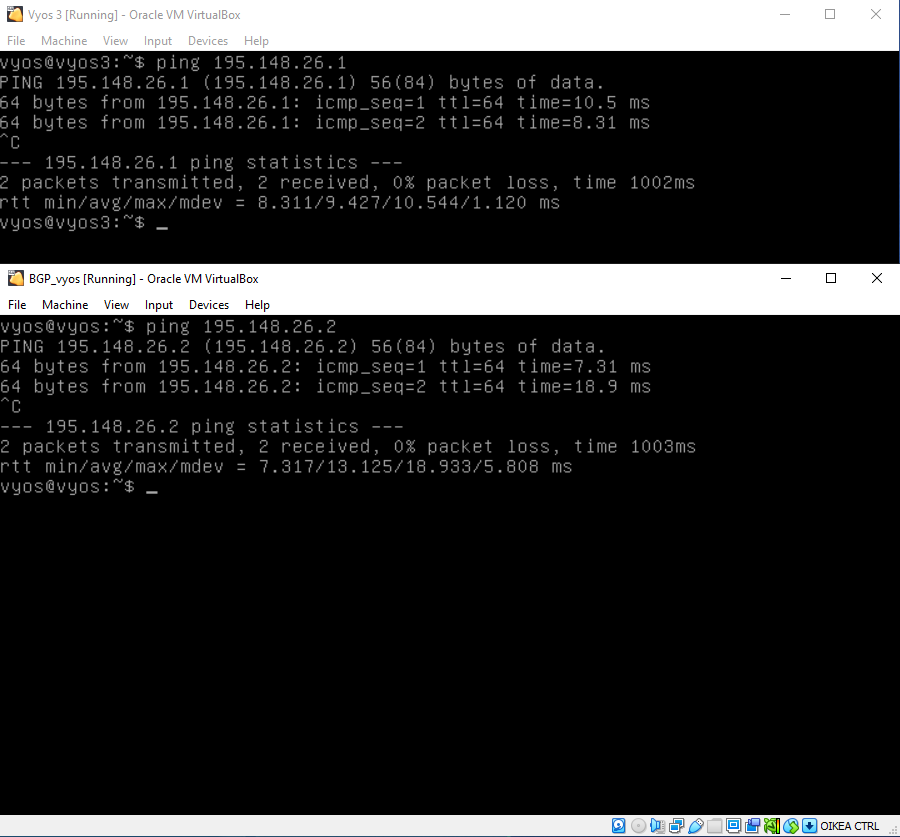 Vyos 3 [Running] - Oracle VM VirtualBox
File Machine View Input Devices Help
vyos@vyos3:~$ ping 195.148.26.1
PING 195.148.26.1 (195.148.26.1) 56(84) bytes of data.
64 bytes from 195.148.26.1: icmp_seq=1 ttl=64 time=10.5 ms
64 bytes from 195.148.26.1: icmp_seq=2 ttl=64 time=8.31 ms
^C
--- 195.148.26.1 ping statistics ---
2 packets transmitted, 2 received, 0% packet loss, time 1002ms
rtt min/avg/max/mdev = 8.311/9.427/10.544/1.120 ms
vyos@vyos3:~$ _
BGP_vyos [Running] - Oracle VM VirtualBox
File Machine View Input Devices Help
vyos@vyos:~$ ping 195.148.26.2
PING 195.148.26.2 (195.148.26.2) 56(84) bytes of data.
64 bytes from 195.148.26.2: icmp_seq=1 ttl=64 time=7.31 ms
64 bytes from 195.148.26.2: icmp_seq=2 ttl=64 time=18.9 ms
^C
--- 195.148.26.2 ping statistics ---
2 packets transmitted, 2 received, 0% packet loss, time 1003ms
rtt min/avg/max/mdev = 7.317/13.125/18.933/5.808 ms
vyos@vyos:~$ _
OIKEA CTRL